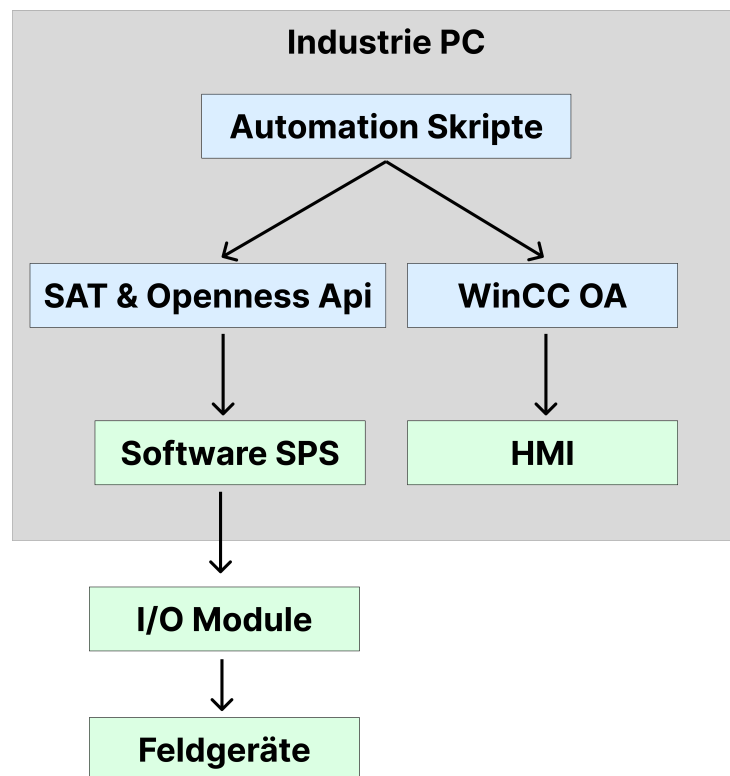 Industrie PC
Automation Skripte
SAT & Openness Api
WinCC OA
Software SPS
HMI
I/O Module
Feldgeräte